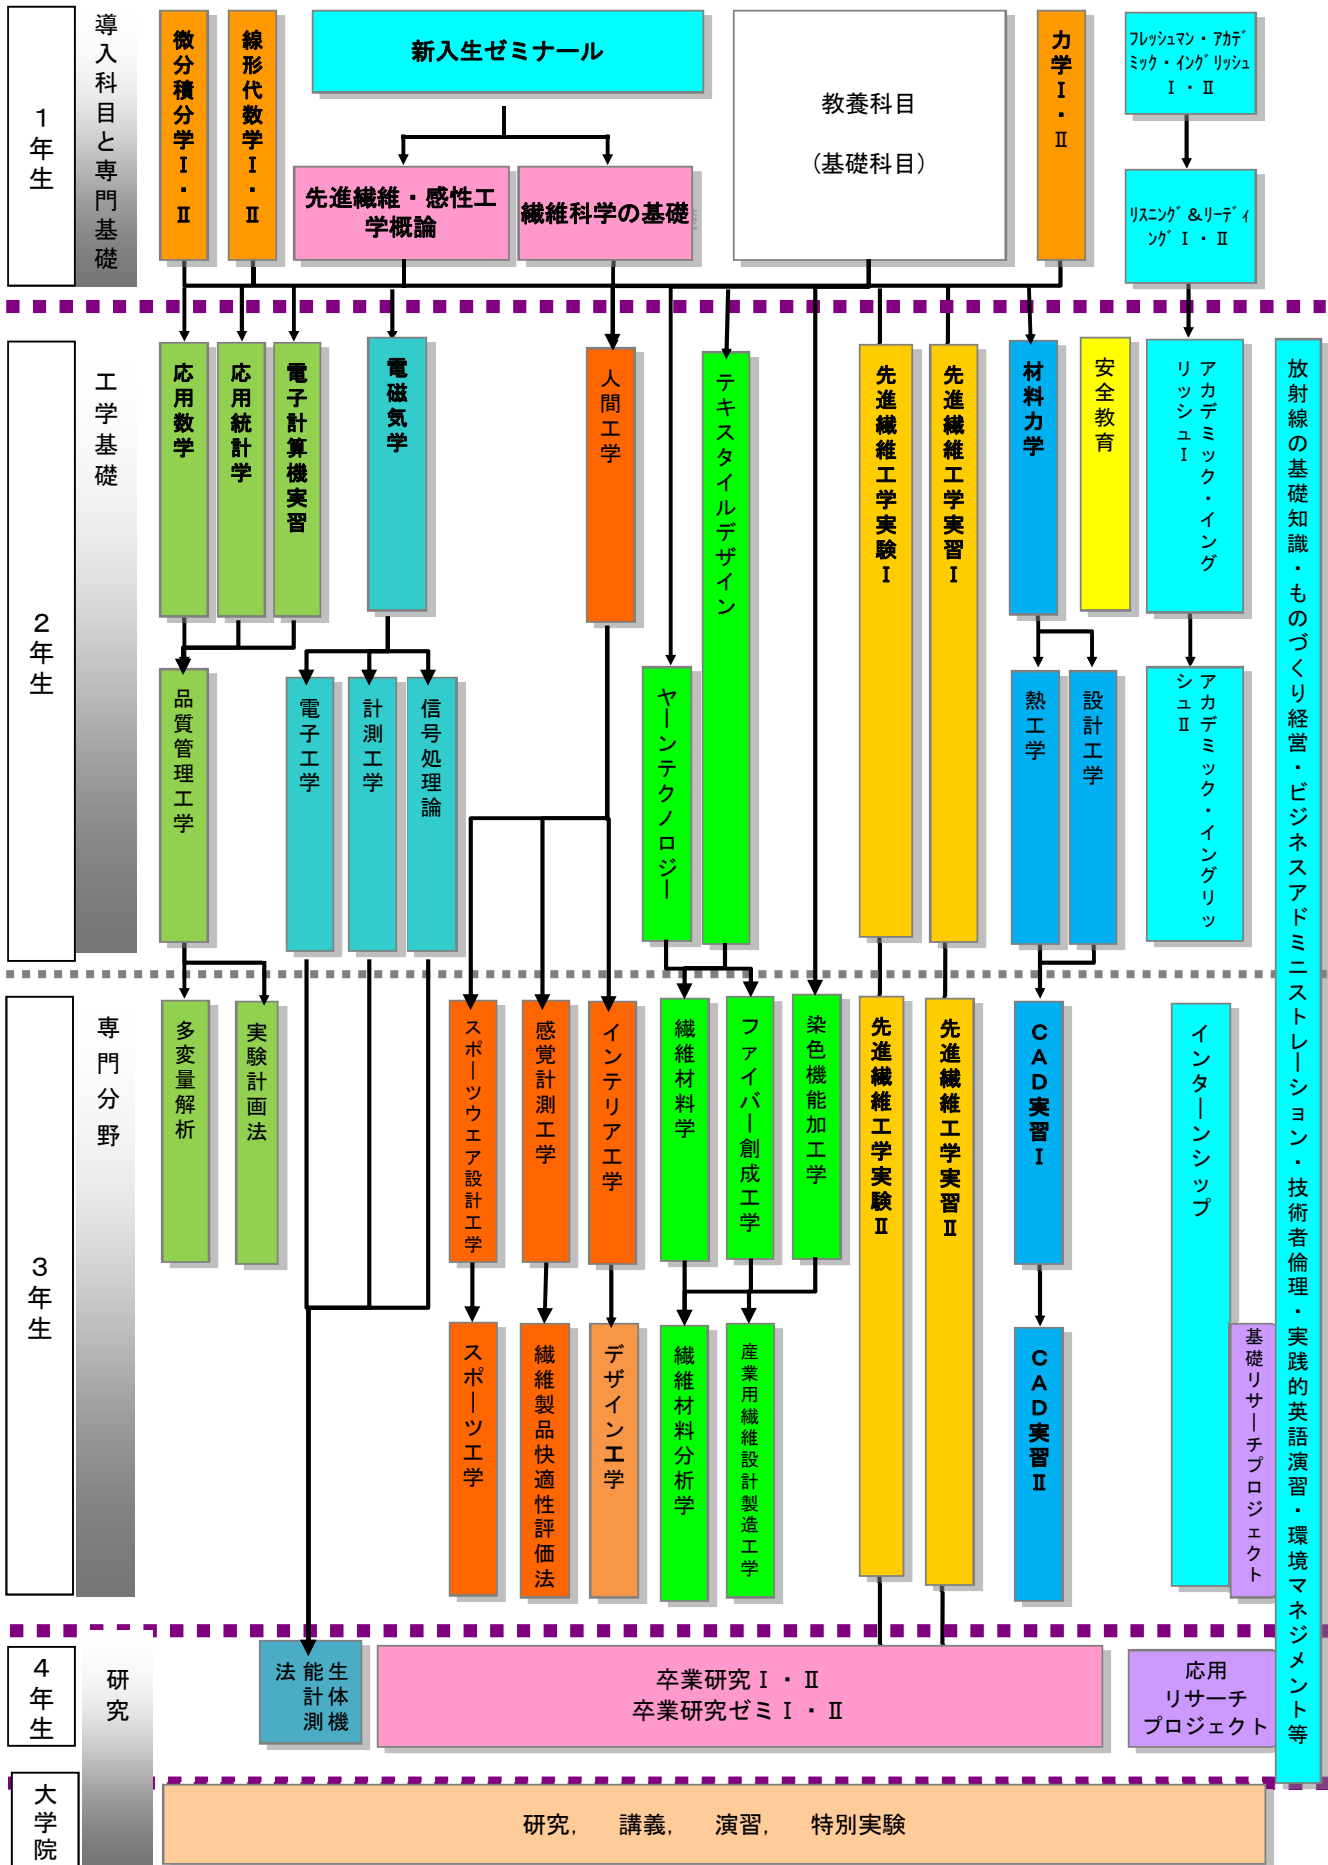 1年生
導入科目と専門基礎
微分積分学Ⅰ・Ⅱ
線形代数学Ⅰ・Ⅱ
新入生ゼミナール
先進繊維・感性工
学概論
繊維科学の基礎
教養科目
(基礎科目)
力学Ⅰ・Ⅱ
フレッシュマン・アカデ
ミック・イングリッシュ
Ⅰ・Ⅱ
リスニング&リーディ
ングⅠ・Ⅱ
2年生
工学基礎
応用数学
応用統計学
電子計算機実習
電磁気学
人間工学
テキスタイルデザイン
先進繊維工学実験Ⅰ
先進繊維工学実習Ⅰ
材料力学
安全教育
アカデミック・イング
リッシュⅠ
放射線の基礎知識・ものづくり経営・ビジネスアドミニストレーション・技術者倫理・実践的英語演習・環境マネジメント等
品質管理工学
電子工学
計測工学
信号処理論
ヤーンテクノロジー
熱工学
設計工学
アカデミック・イングリッ
シュⅡ
3年生
専門分野
多変量解析
実験計画法
スポーツウエア設計工学
感覚計測工学
インテリア工学
繊維材料学
ファイバー創成工学
染色機能加工学
先進繊維工学実験Ⅱ
先進繊維工学実習Ⅱ
CAD実習Ⅰ
インターンシップ
スポーツ工学
繊維製品快適性評価法
デザイン工学
繊維材料分析学
産業用繊維設計製造工学
CAD実習Ⅱ
基礎リサーチプロジェクト
4年生
研究
生体機
能計測
法
卒業研究Ⅰ・Ⅱ
卒業研究ゼミⅠ・Ⅱ
応用
リサーチ
プロジェクト
大学院
研究, 講義, 演習, 特別実験